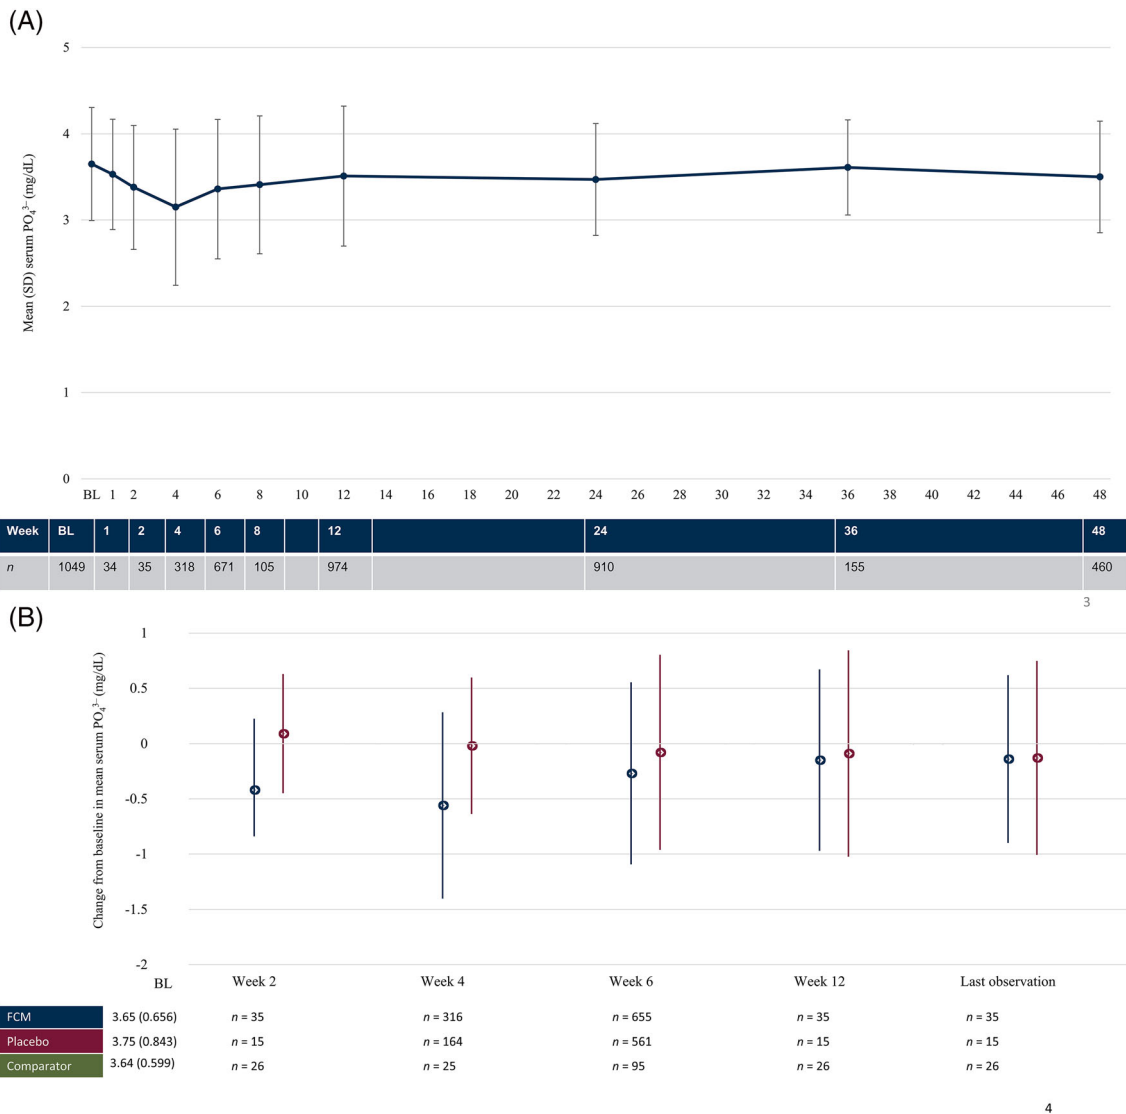 (A)
5
4
3
2
1
0
Mean (SD) serum PO₄³⁻ (mg/dL)
BL 1 2 4 6 8 10 12 14 16 18 20 22 24 26 28 30 32 34 36 38 40 42 44 46 48
Week BL 1 2 4 6 8 12 24 36 48
n 1049 34 35 318 671 105 974 910 155 460
3
(B)
1
0.5
0
-0.5
-1
-1.5
-2
Change from baseline in mean serum PO₄³⁻ (mg/dL)
BL Week 2 Week 4 Week 6 Week 12 Last observation
FCM 3.65 (0.656) n = 35 n = 316 n = 655 n = 35 n = 35
Placebo 3.75 (0.843) n = 15 n = 164 n = 561 n = 15 n = 15
Comparator 3.64 (0.599) n = 26 n = 25 n = 95 n = 26 n = 26
4